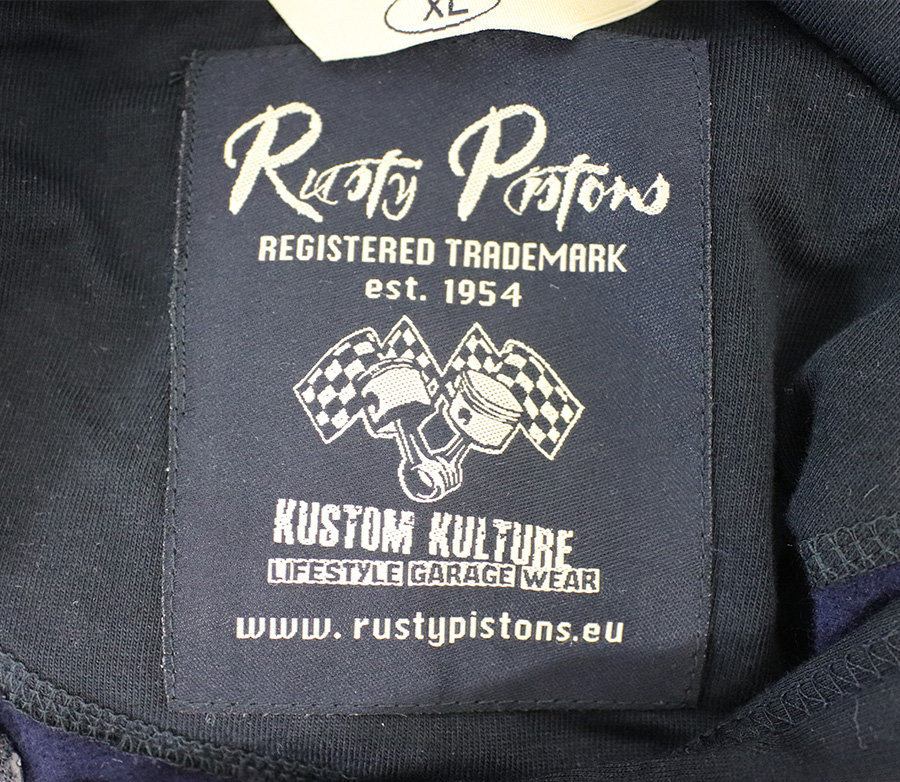 XL
Rusty Pistons
REGISTERED TRADEMARK
est. 1954
KUSTOM KULTURE
LIFESTYLE GARAGE WEAR
www.rustypistons.eu